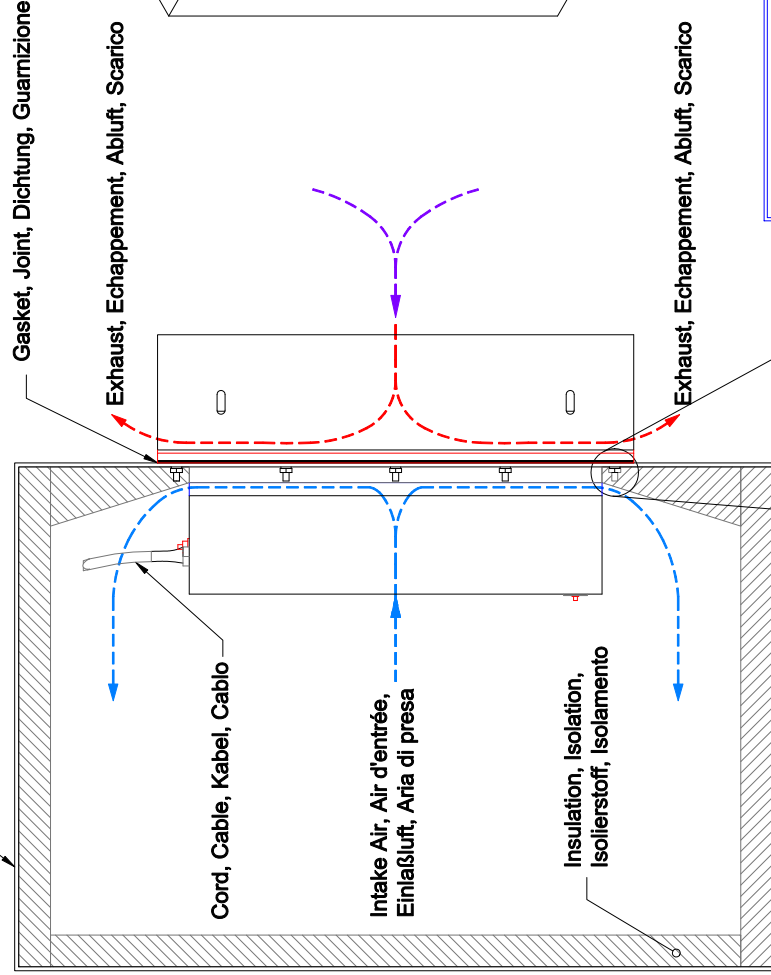 Gasket, Joint, Dichtung, Guarnizione
Exhaust, Echappement, Abluft, Scarico
Exhaust, Echappement, Abluft, Scarico
Cord, Cable, Kabel, Cablo
Intake Air, Air d'entrée,
Einlaßluft, Aria di presa
Insulation, Isolation,
Isolierstoff, Isolamento